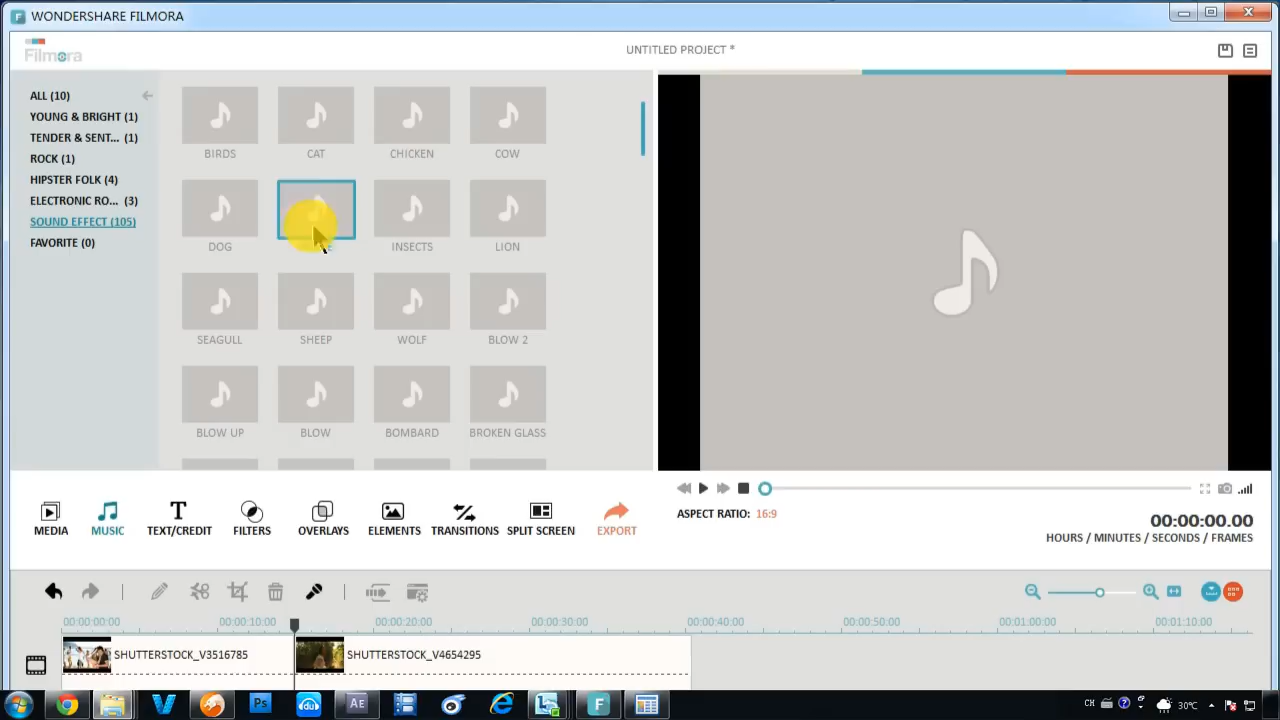 WONDERSHARE FILMORA
Filmora
UNTITLED PROJECT *
ALL (10)
YOUNG & BRIGHT (1)
TENDER & SENT... (1)
ROCK (1)
HIPSTER FOLK (4)
ELECTRONIC RO... (3)
SOUND EFFECT (105)
FAVORITE (0)
BIRDS
CAT
CHICKEN
COW
DOG
INSECTS
LION
SEAGULL
SHEEP
WOLF
BLOW 2
BLOW UP
BLOW
BOMBARD
BROKEN GLASS
MEDIA
MUSIC
TEXT/CREDIT
FILTERS
OVERLAYS
ELEMENTS
TRANSITIONS
SPLIT SCREEN
EXPORT
ASPECT RATIO: 16:9
00:00:00.00
HOURS / MINUTES / SECONDS / FRAMES
00:00:00:00
00:00:10:00
00:00:20:00
00:00:30:00
00:00:40:00
00:00:50:00
00:01:00:00
00:01:10:00
SHUTTERSTOCK_V3516785
SHUTTERSTOCK_V4654295
Ps
du
Ae
CH
30°C